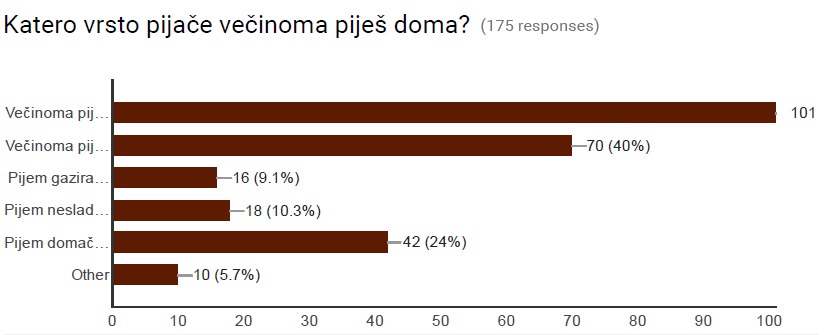 Katero vrsto pijače večinoma piješ doma? (175 responses)
Večinoma pij… 101
Večinoma pij… 70 (40%)
Pijem gazira… 16 (9.1%)
Pijem neslad… 18 (10.3%)
Pijem domač… 42 (24%)
Other 10 (5.7%)
0 10 20 30 40 50 60 70 80 90 100